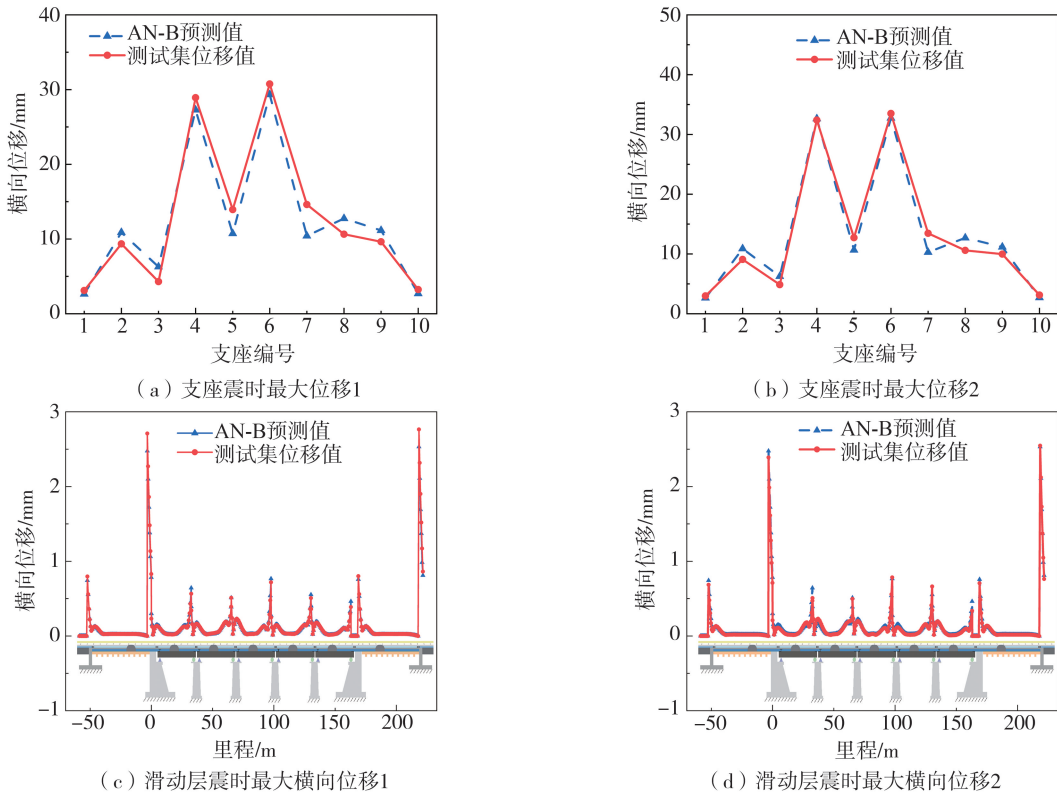 40
30
20
10
0
横向位移/mm
AN-B预测值
测试集位移值
1 2 3 4 5 6 7 8 9 10
支座编号
（a）支座震时最大位移1
50
40
30
20
10
0
横向位移/mm
AN-B预测值
测试集位移值
1 2 3 4 5 6 7 8 9 10
支座编号
（b）支座震时最大位移2
3
2
1
0
-1
横向位移/mm
AN-B预测值
测试集位移值
-50 0 50 100 150 200
里程/m
（c）滑动层震时最大横向位移1
3
2
1
0
-1
横向位移/mm
AN-B预测值
测试集位移值
-50 0 50 100 150 200
里程/m
（d）滑动层震时最大横向位移2